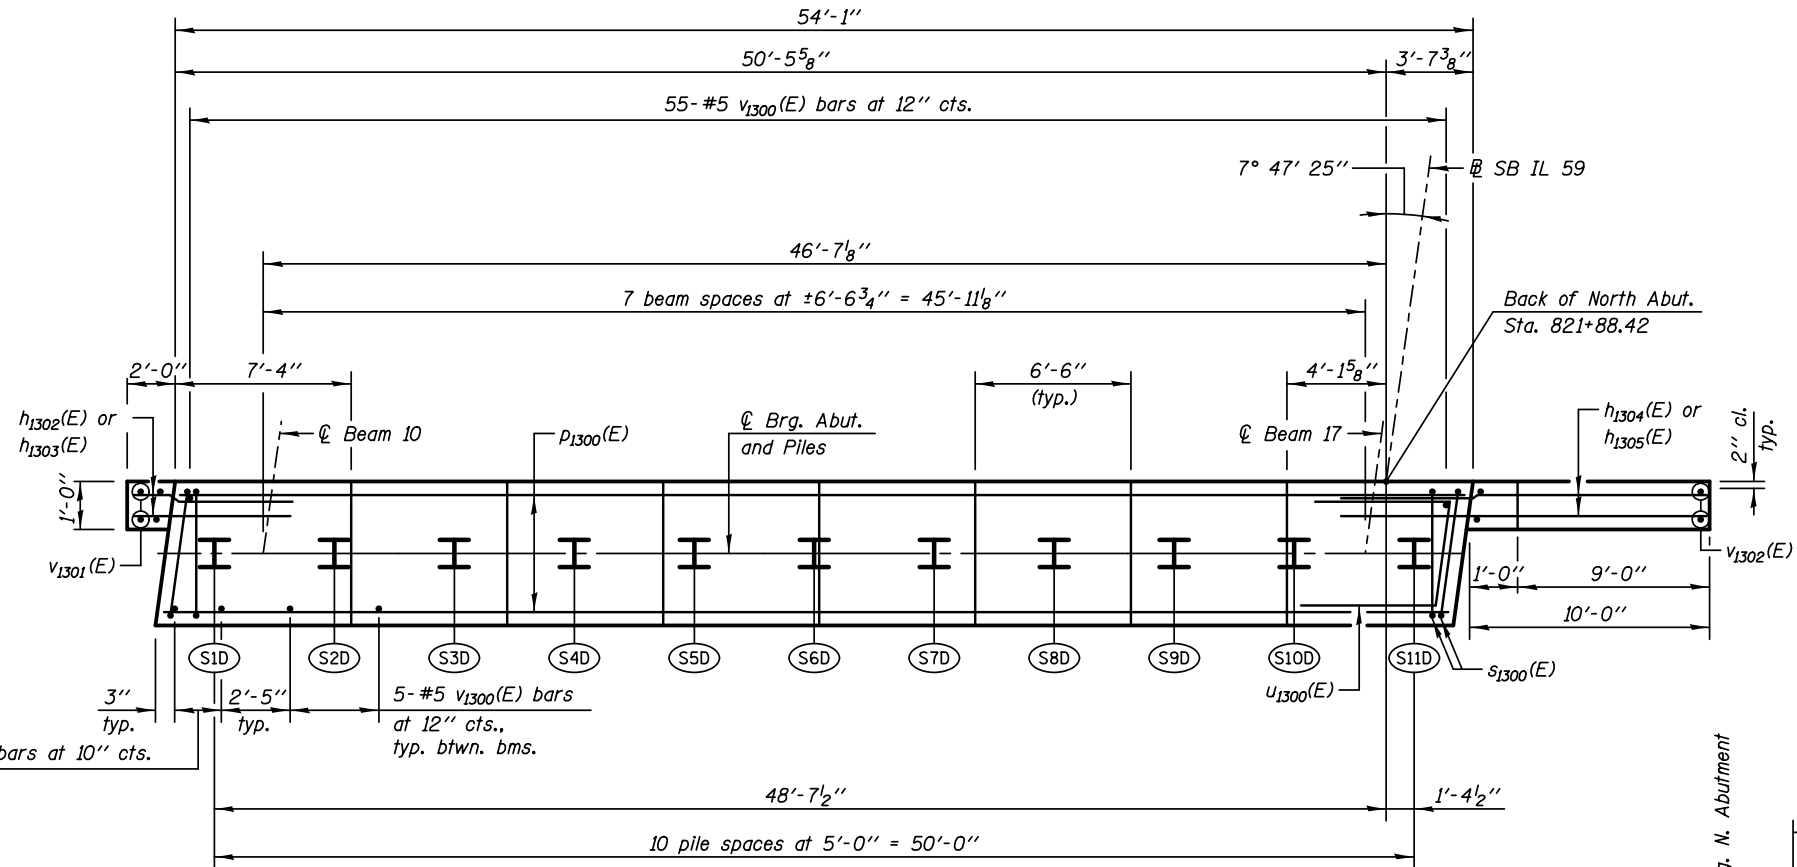 54'-1"
50'-5⅝"
3'-7⅜"
55-#5 v1300(E) bars at 12" cts.
7° 47' 25"
℄ SB IL 59
46'-7⅛"
7 beam spaces at ±6'-6¾" = 45'-11⅛"
Back of North Abut.
Sta. 821+88.42
2'-0"
7'-4"
6'-6"
(typ.)
4'-1⅝"
h1302(E) or
h1303(E)
℄ Beam 10
p1300(E)
℄ Brg. Abut.
and Piles
℄ Beam 17
h1304(E) or
h1305(E)
2" cl.
typ.
1'-0"
v1301(E)
v1302(E)
1'-0"
9'-0"
10'-0"
S1D
S2D
S3D
S4D
S5D
S6D
S7D
S8D
S9D
S10D
S11D
s1300(E)
u1300(E)
3"
typ.
2'-5"
typ.
5-#5 v1300(E) bars
at 12" cts.,
typ. btwn. bms.
bars at 10" cts.
48'-7½"
1'-4½"
10 pile spaces at 5'-0" = 50'-0"
N. Abutment